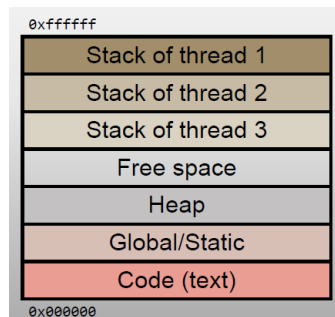 0xffffff
Stack of thread 1
Stack of thread 2
Stack of thread 3
Free space
Heap
Global/Static
Code (text)
0x000000